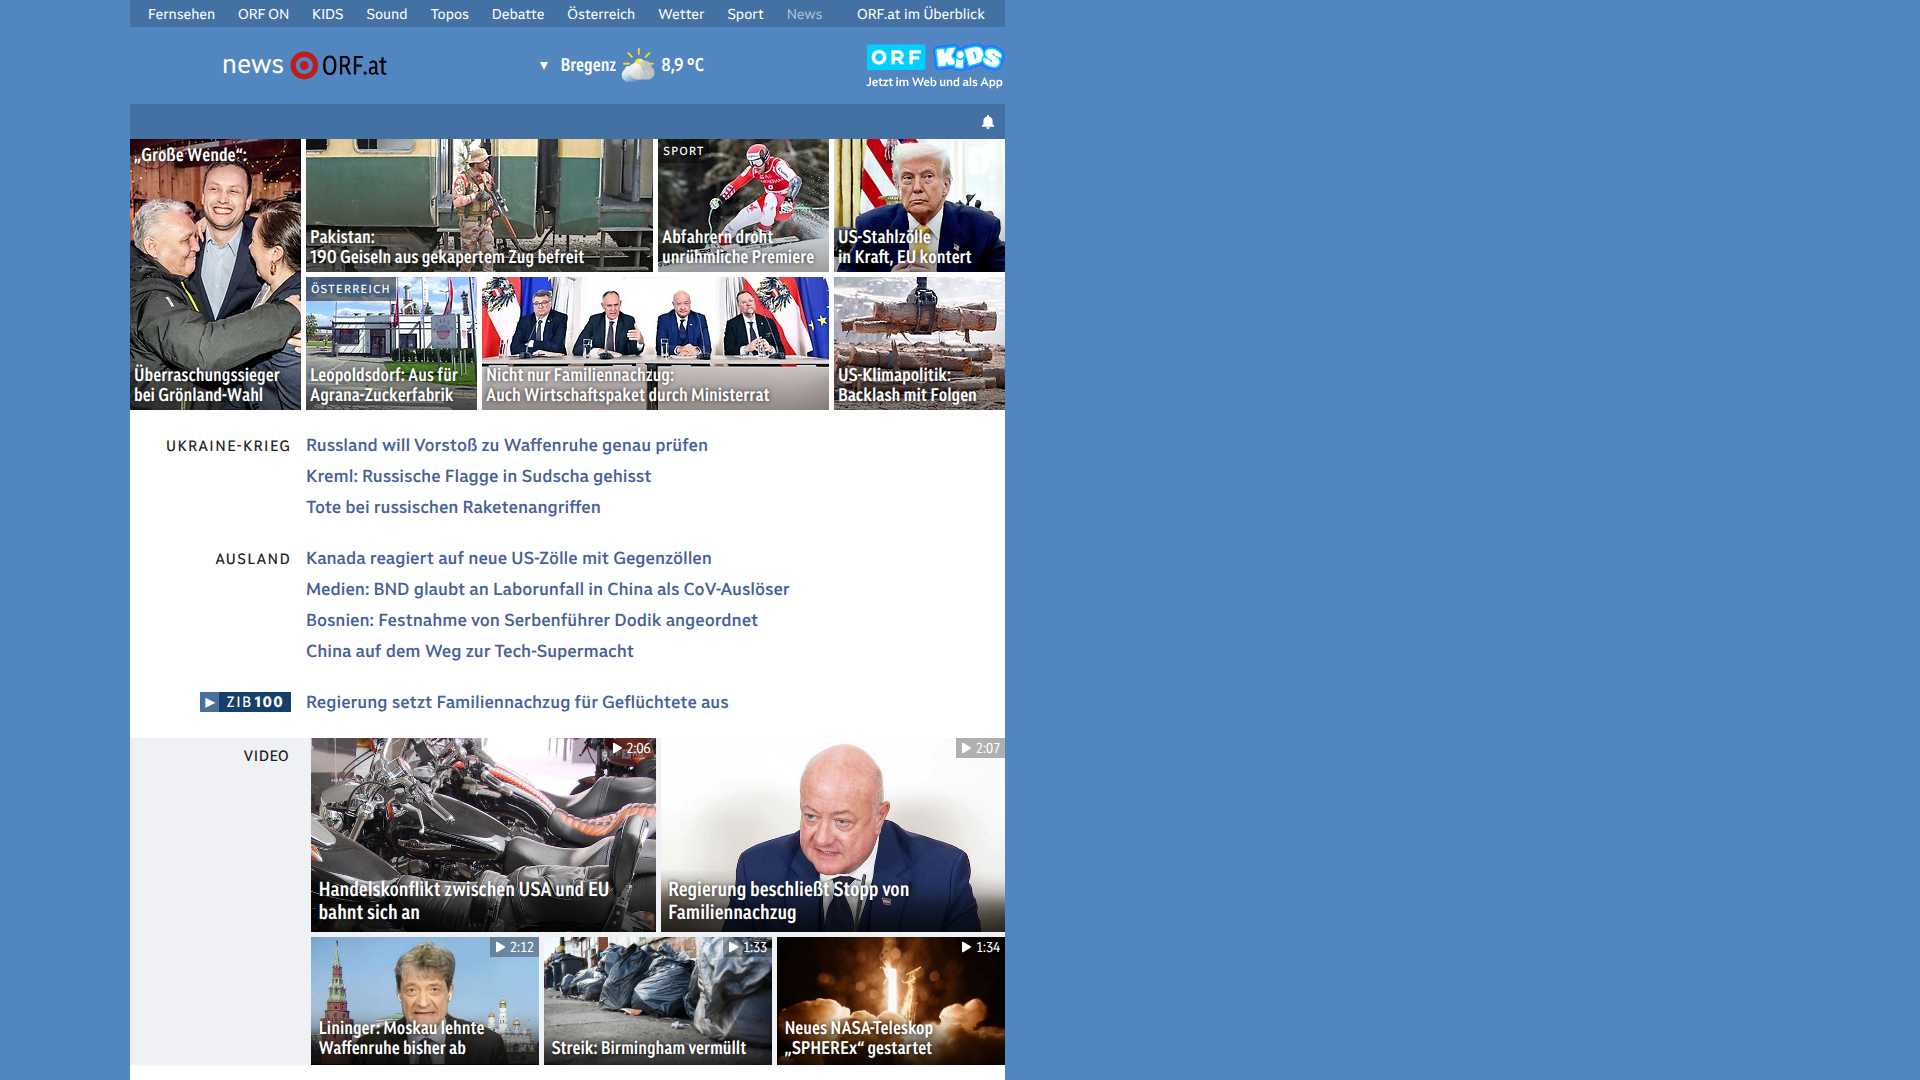 Fernsehen ORF ON KIDS Sound Topos Debatte Österreich Wetter Sport News ORF.at im Überblick
news ORF.at
Bregenz 8,9 °C
ORF KiDS
Jetzt im Web und als App
„Große Wende“:
Überraschungssieger
bei Grönland-Wahl
Pakistan:
190 Geiseln aus gekapertem Zug befreit
SPORT
Abfahrern droht
unrühmliche Premiere
US-Stahlzölle
in Kraft, EU kontert
ÖSTERREICH
Leopoldsdorf: Aus für
Agrana-Zuckerfabrik
Nicht nur Familiennachzug:
Auch Wirtschaftspaket durch Ministerrat
US-Klimapolitik:
Backlash mit Folgen
UKRAINE-KRIEG
Russland will Vorstoß zu Waffenruhe genau prüfen
Kreml: Russische Flagge in Sudscha gehisst
Tote bei russischen Raketenangriffen
AUSLAND
Kanada reagiert auf neue US-Zölle mit Gegenzöllen
Medien: BND glaubt an Laborunfall in China als CoV-Auslöser
Bosnien: Festnahme von Serbenführer Dodik angeordnet
China auf dem Weg zur Tech-Supermacht
ZIB100
Regierung setzt Familiennachzug für Geflüchtete aus
VIDEO
2:06
Handelskonflikt zwischen USA und EU
bahnt sich an
2:07
Regierung beschließt Stopp von
Familiennachzug
2:12
Lininger: Moskau lehnte
Waffenruhe bisher ab
1:33
Streik: Birmingham vermüllt
1:34
Neues NASA-Teleskop
„SPHEREx“ gestartet